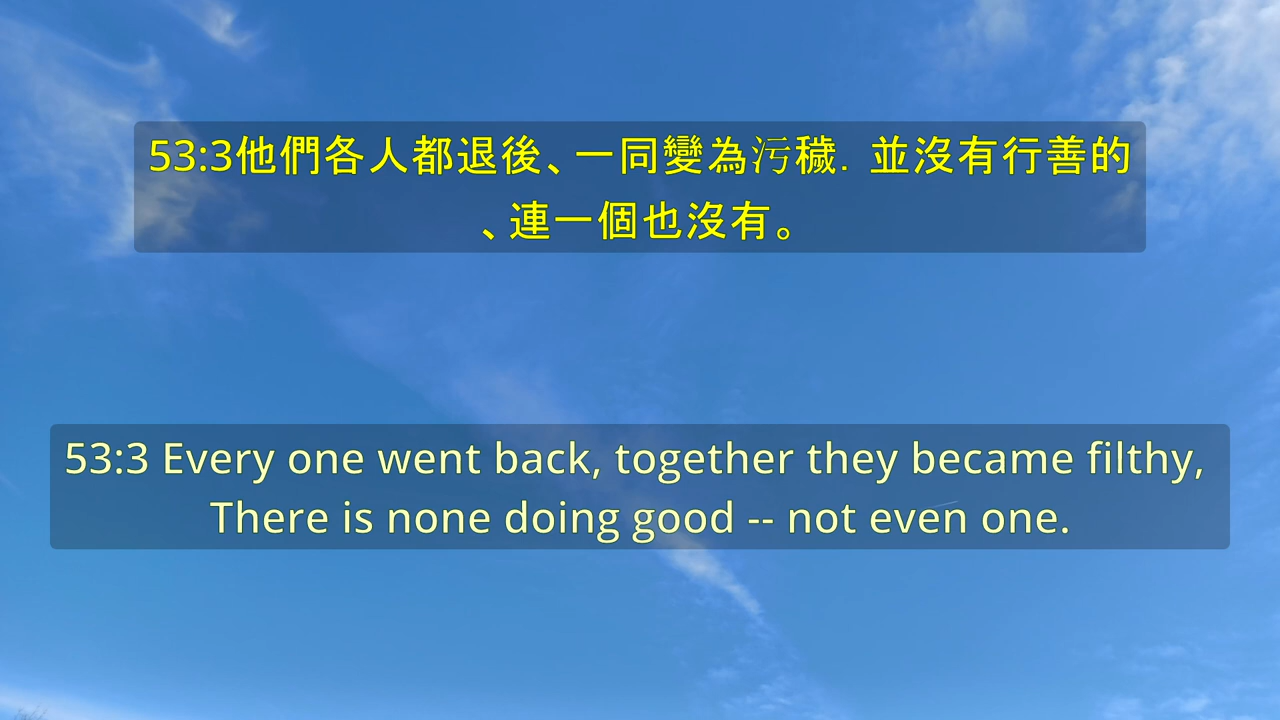 53:3他們各人都退後、一同變為污穢．並沒有行善的
、連一個也沒有。
53:3 Every one went back, together they became filthy,
There is none doing good -- not even one.